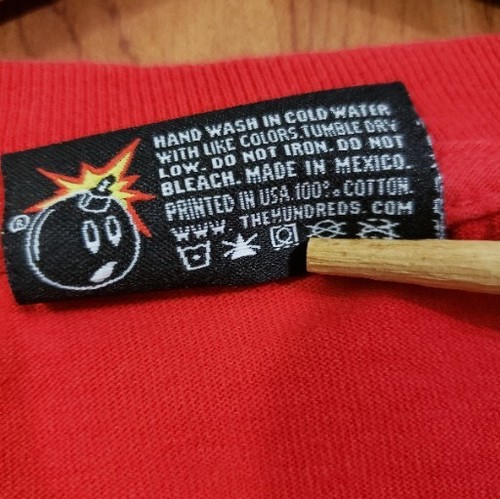 HAND WASH IN COLD WATER
WITH LIKE COLORS. TUMBLE DRY
LOW. DO NOT IRON. DO NOT
BLEACH. MADE IN MEXICO.
PRINTED IN USA. 100% COTTON.
WWW. THEHUNDREDS. COM
®